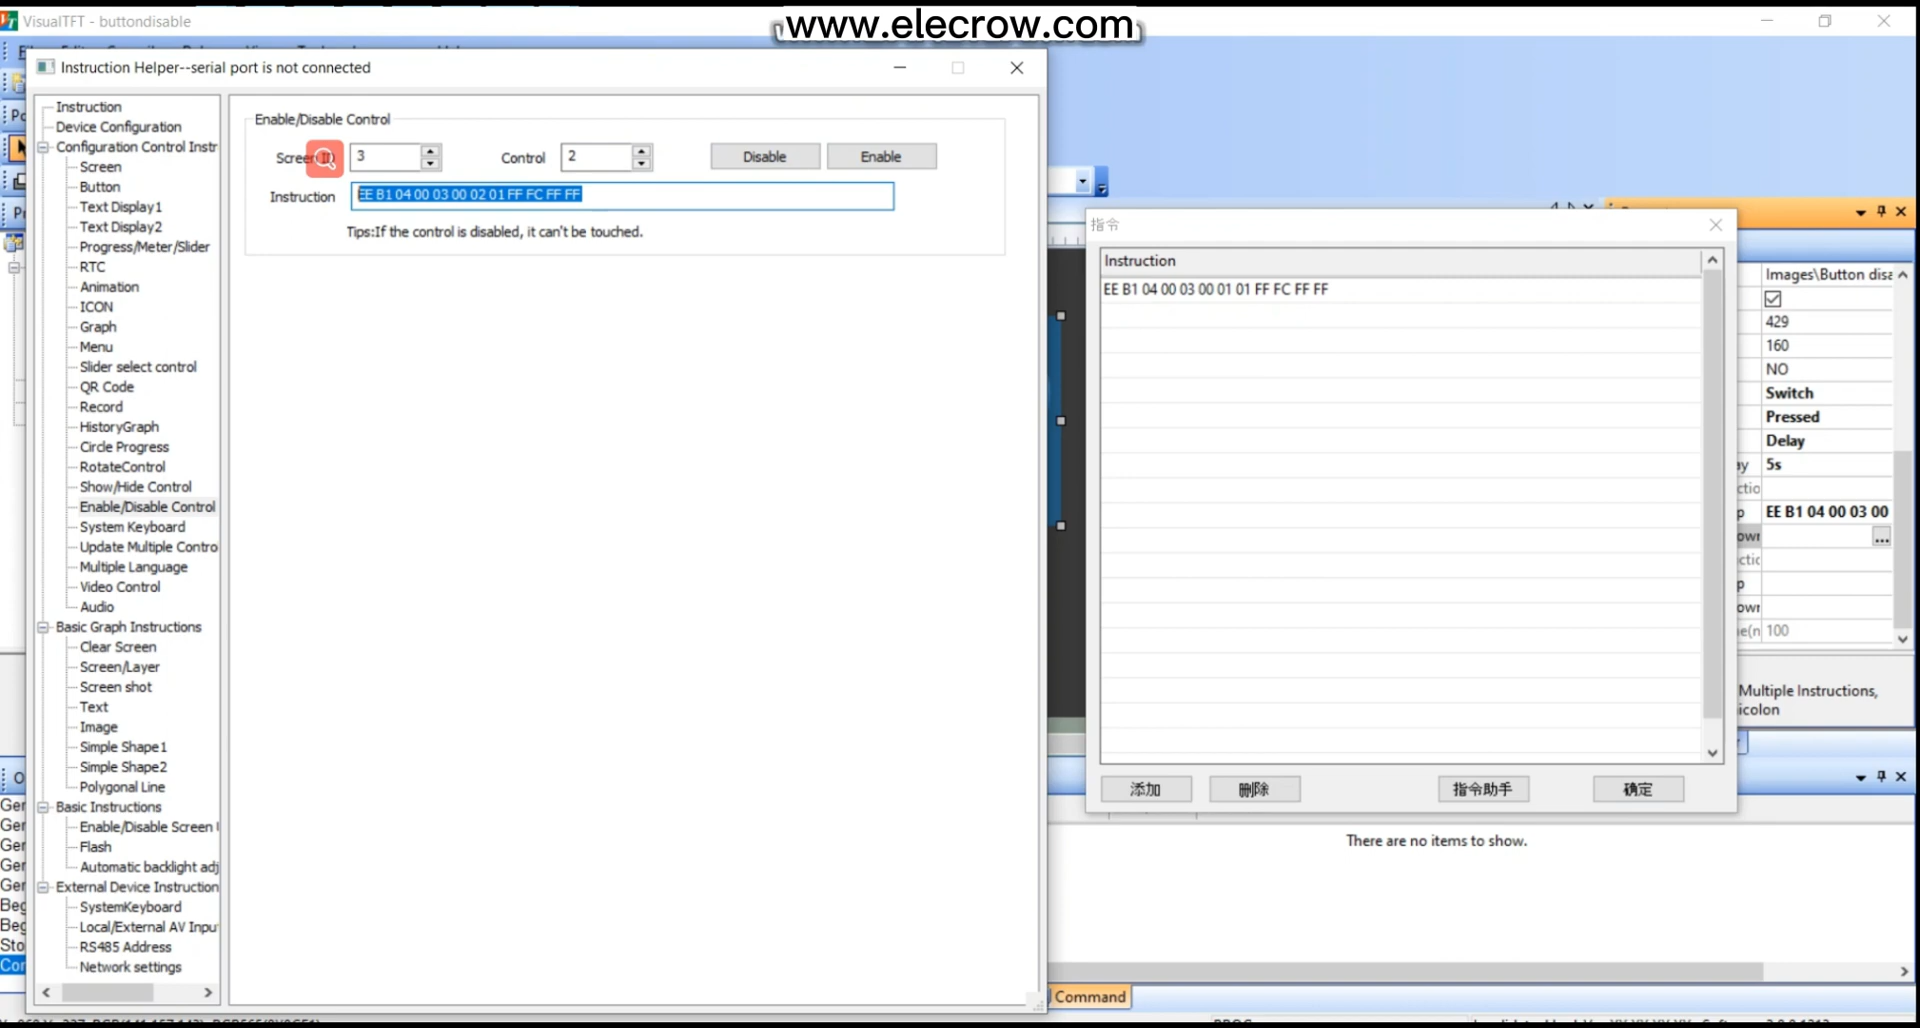 VisualTFT - buttondisable
www.elecrow.com
Instruction Helper--serial port is not connected
Instruction
Device Configuration
Configuration Control Instr
Screen
Button
Text Display1
Text Display2
Progress/Meter/Slider
RTC
Animation
ICON
Graph
Menu
Slider select control
QR Code
Record
HistoryGraph
Circle Progress
RotateControl
Show/Hide Control
Enable/Disable Control
System Keyboard
Update Multiple Contro
Multiple Language
Video Control
Audio
Basic Graph Instructions
Clear Screen
Screen/Layer
Screen shot
Text
Image
Simple Shape1
Simple Shape2
Polygonal Line
Basic Instructions
Enable/Disable Screen
Flash
Automatic backlight adj
External Device Instruction
SystemKeyboard
Local/External AV Inpu
RS485 Address
Network settings
Enable/Disable Control
Screen ID 3 Control 2 Disable Enable
Instruction EE B1 04 00 03 00 02 01 FF FC FF FF
Tips:If the control is disabled, it can't be touched.
指令
Instruction
EE B1 04 00 03 00 01 01 FF FC FF FF
添加 删除 指令助手 确定
Images\Button disa
429
160
NO
Switch
Pressed
Delay
5s
EE B1 04 00 03 00
...
100
Multiple Instructions,
icolon
There are no items to show.
Command
Ger
Ger
Ger
Ger
Ger
Beg
Beg
Sto
Cor